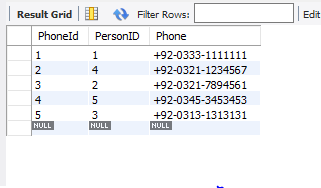 Result Grid Filter Rows: Edit
PhoneId PersonID Phone
1 1 +92-0333-1111111
2 4 +92-0321-1234567
3 2 +92-0321-7894561
4 5 +92-0345-3453453
5 3 +92-0313-1313131
NULL NULL NULL